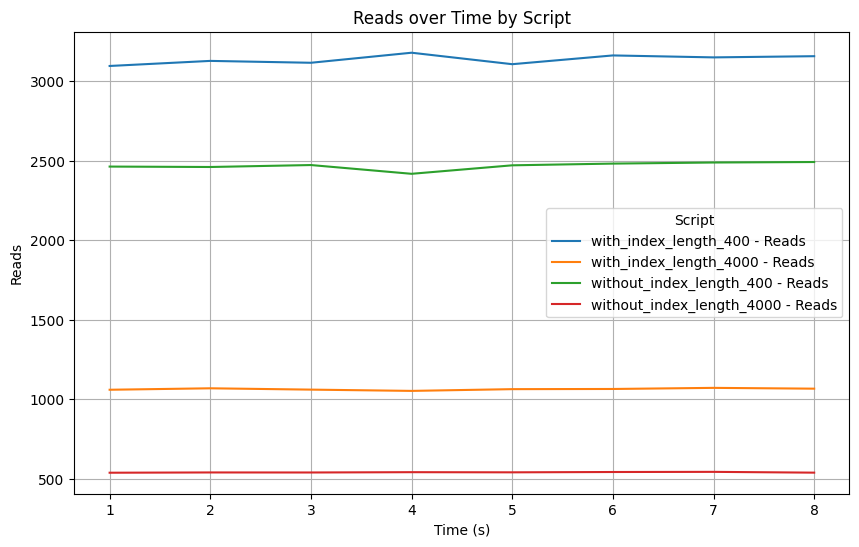 Reads over Time by Script
3000
2500
2000
1500
1000
500
Reads
Script
with_index_length_400 - Reads
with_index_length_4000 - Reads
without_index_length_400 - Reads
without_index_length_4000 - Reads
1 2 3 4 5 6 7 8
Time (s)